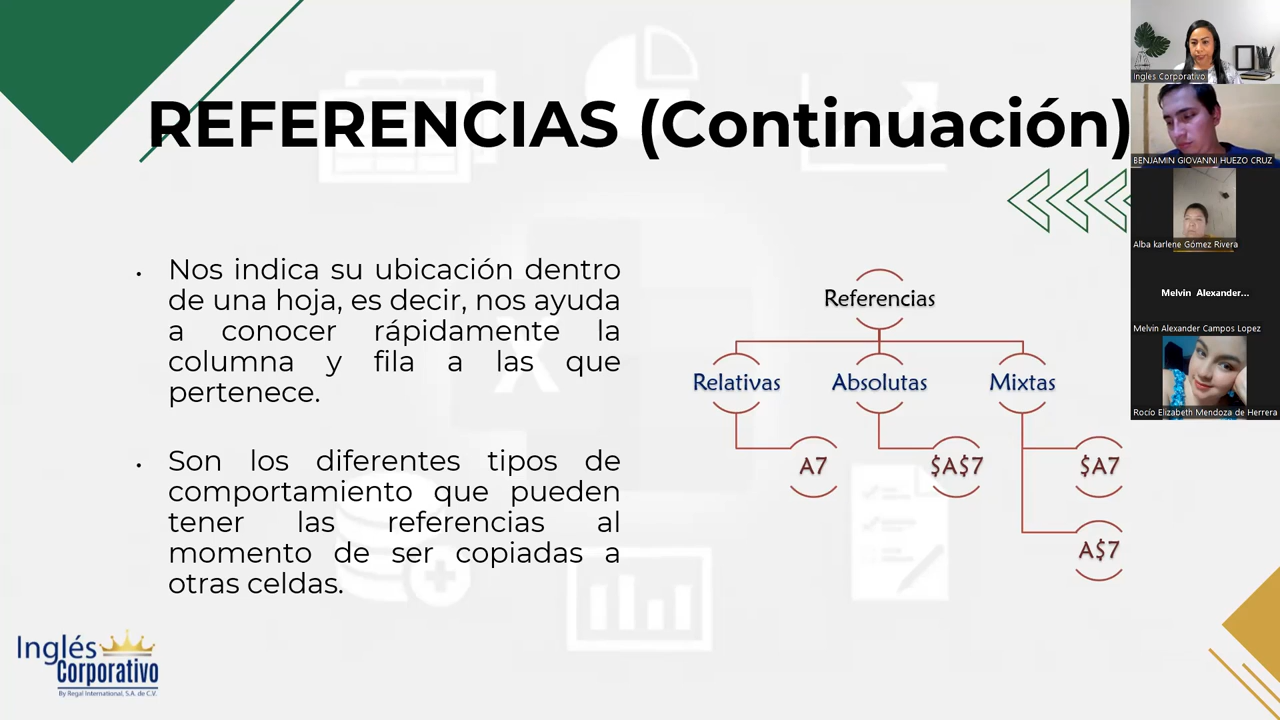 REFERENCIAS (Continuación)
• Nos indica su ubicación dentro
de una hoja, es decir, nos ayuda
a conocer rápidamente la
columna y fila a las que
pertenece.
• Son los diferentes tipos de
comportamiento que pueden
tener las referencias al
momento de ser copiadas a
otras celdas.
Referencias
Relativas Absolutas Mixtas
A7 $A$7 $A7
A$7
Inglés
Corporativo
By Regal International, S.A. de C.V.
Ingles Corporativo
BENJAMIN GIOVANNI HUEZO CRUZ
Alba karlene Gómez Rivera
Melvin Alexander...
Melvin Alexander Campos Lopez
Rocío Elizabeth Mendoza de Herrera